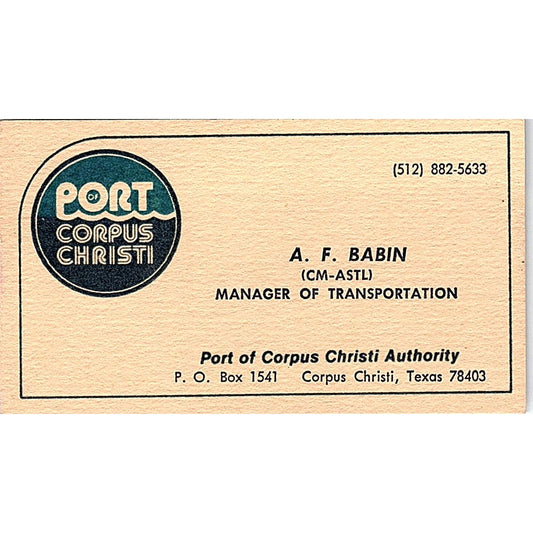 PORT
OF
CORPUS
CHRISTI
(512) 882-5633
A. F. BABIN
(CM-ASTL)
MANAGER OF TRANSPORTATION
Port of Corpus Christi Authority
P. O. Box 1541 Corpus Christi, Texas 78403